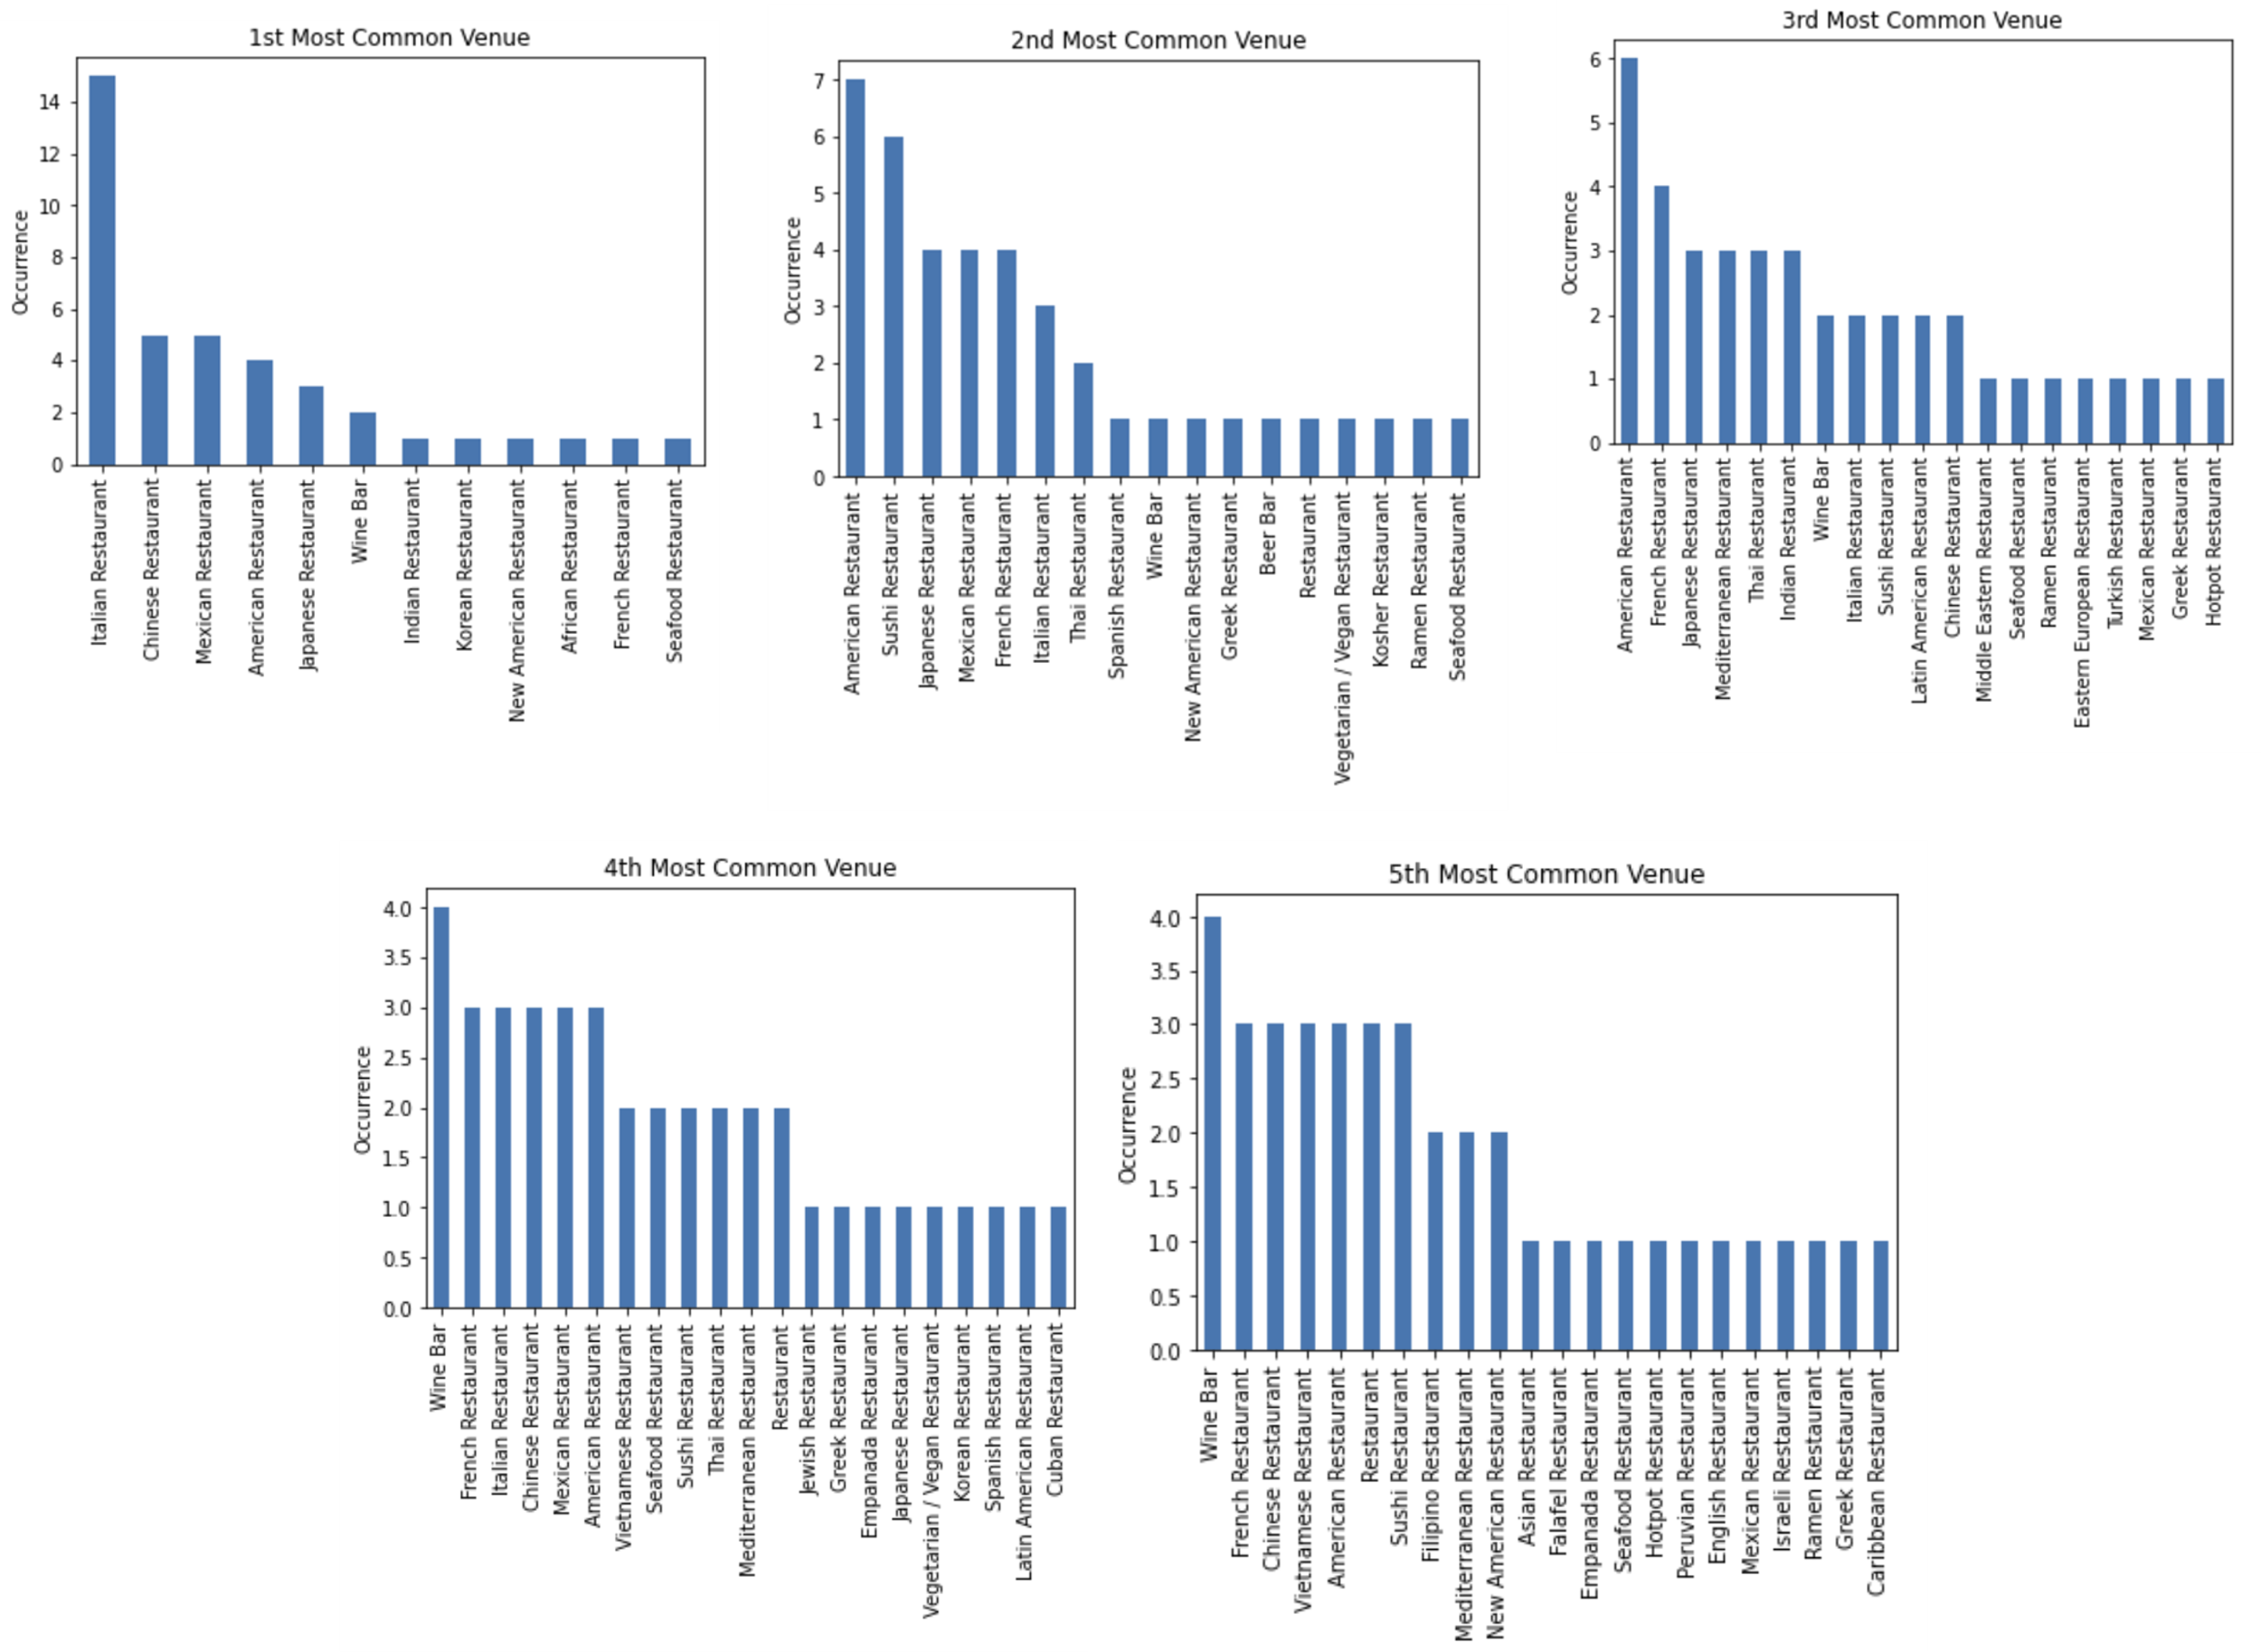 1st Most Common Venue
Occurrence
14
12
10
8
6
4
2
0
Italian Restaurant
Chinese Restaurant
Mexican Restaurant
American Restaurant
Japanese Restaurant
Wine Bar
Indian Restaurant
Korean Restaurant
New American Restaurant
African Restaurant
French Restaurant
Seafood Restaurant
2nd Most Common Venue
Occurrence
7
6
5
4
3
2
1
0
American Restaurant
Sushi Restaurant
Japanese Restaurant
Mexican Restaurant
French Restaurant
Italian Restaurant
Thai Restaurant
Spanish Restaurant
Wine Bar
New American Restaurant
Greek Restaurant
Beer Bar
Restaurant
Vegetarian / Vegan Restaurant
Kosher Restaurant
Ramen Restaurant
Seafood Restaurant
3rd Most Common Venue
Occurrence
6
5
4
3
2
1
0
American Restaurant
French Restaurant
Japanese Restaurant
Mediterranean Restaurant
Thai Restaurant
Indian Restaurant
Wine Bar
Italian Restaurant
Sushi Restaurant
Latin American Restaurant
Chinese Restaurant
Middle Eastern Restaurant
Seafood Restaurant
Ramen Restaurant
Eastern European Restaurant
Turkish Restaurant
Mexican Restaurant
Greek Restaurant
Hotpot Restaurant
4th Most Common Venue
Occurrence
4.0
3.5
3.0
2.5
2.0
1.5
1.0
0.5
0.0
Wine Bar
French Restaurant
Italian Restaurant
Chinese Restaurant
Mexican Restaurant
American Restaurant
Vietnamese Restaurant
Seafood Restaurant
Sushi Restaurant
Thai Restaurant
Mediterranean Restaurant
Restaurant
Jewish Restaurant
Greek Restaurant
Empanada Restaurant
Japanese Restaurant
Vegetarian / Vegan Restaurant
Korean Restaurant
Spanish Restaurant
Latin American Restaurant
Cuban Restaurant
5th Most Common Venue
Occurrence
4.0
3.5
3.0
2.5
2.0
1.5
1.0
0.5
0.0
Wine Bar
French Restaurant
Chinese Restaurant
Vietnamese Restaurant
American Restaurant
Restaurant
Sushi Restaurant
Filipino Restaurant
Mediterranean Restaurant
New American Restaurant
Asian Restaurant
Falafel Restaurant
Empanada Restaurant
Seafood Restaurant
Hotpot Restaurant
Peruvian Restaurant
English Restaurant
Mexican Restaurant
Israeli Restaurant
Ramen Restaurant
Greek Restaurant
Caribbean Restaurant